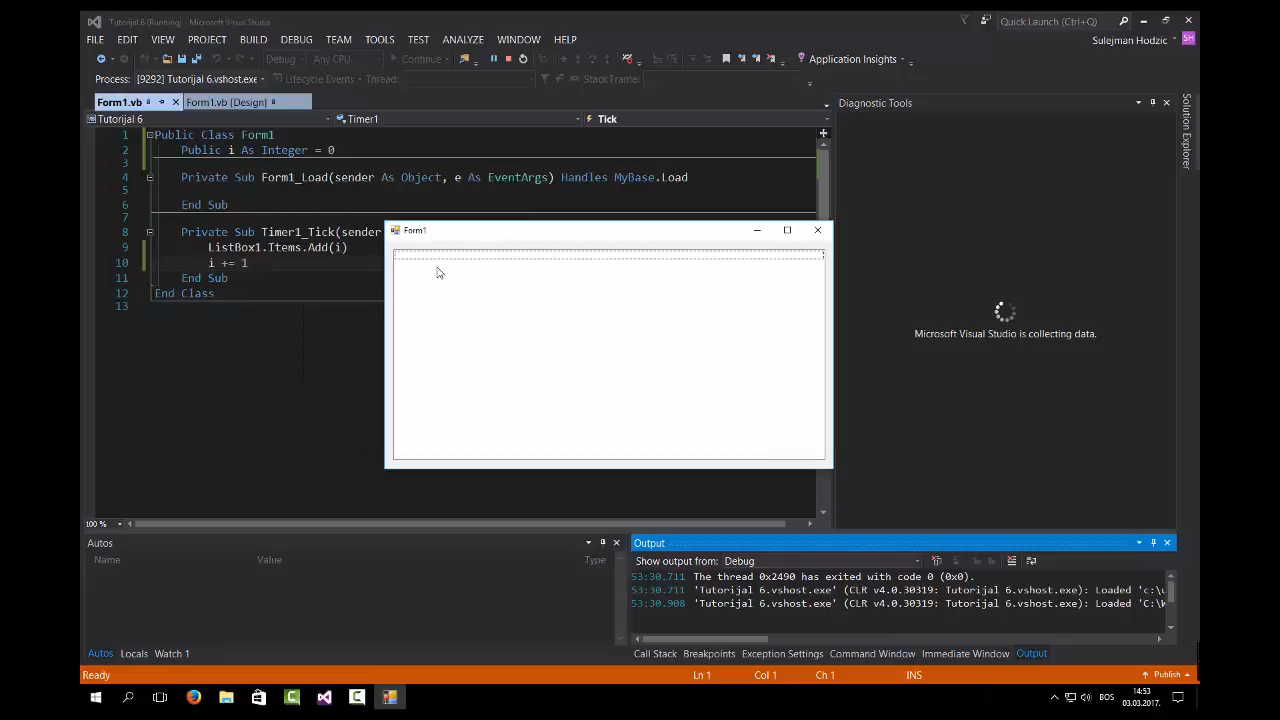 Tutorijal 6 (Running) - Microsoft Visual Studio
Quick Launch (Ctrl+Q)
FILE EDIT VIEW PROJECT BUILD DEBUG TEAM TOOLS TEST ANALYZE WINDOW HELP
Sulejman Hodzic SH
Debug Any CPU Continue Application Insights
Process: [9292] Tutorijal 6.vshost.exe Lifecycle Events Thread: Stack Frame:
Form1.vb Form1.vb [Design]
Diagnostic Tools
Solution Explorer
Tutorijal 6 Timer1 Tick
1 Public Class Form1
2 Public i As Integer = 0
3
4 Private Sub Form1_Load(sender As Object, e As EventArgs) Handles MyBase.Load
5
6 End Sub
7
8 Private Sub Timer1_Tick(sender
9 ListBox1.Items.Add(i)
10 i += 1
11 End Sub
12 End Class
13
Form1
Microsoft Visual Studio is collecting data.
100 %
Autos
Name Value Type
Autos Locals Watch 1
Output
Show output from: Debug
53:30.711 The thread 0x2490 has exited with code 0 (0x0).
53:30.711 'Tutorijal 6.vshost.exe' (CLR v4.0.30319: Tutorijal 6.vshost.exe): Loaded 'c:\u
53:30.908 'Tutorijal 6.vshost.exe' (CLR v4.0.30319: Tutorijal 6.vshost.exe): Loaded 'C:\W
Call Stack Breakpoints Exception Settings Command Window Immediate Window Output
Ready Ln 1 Col 1 Ch 1 INS Publish
BOS
14:53
03.03.2017.